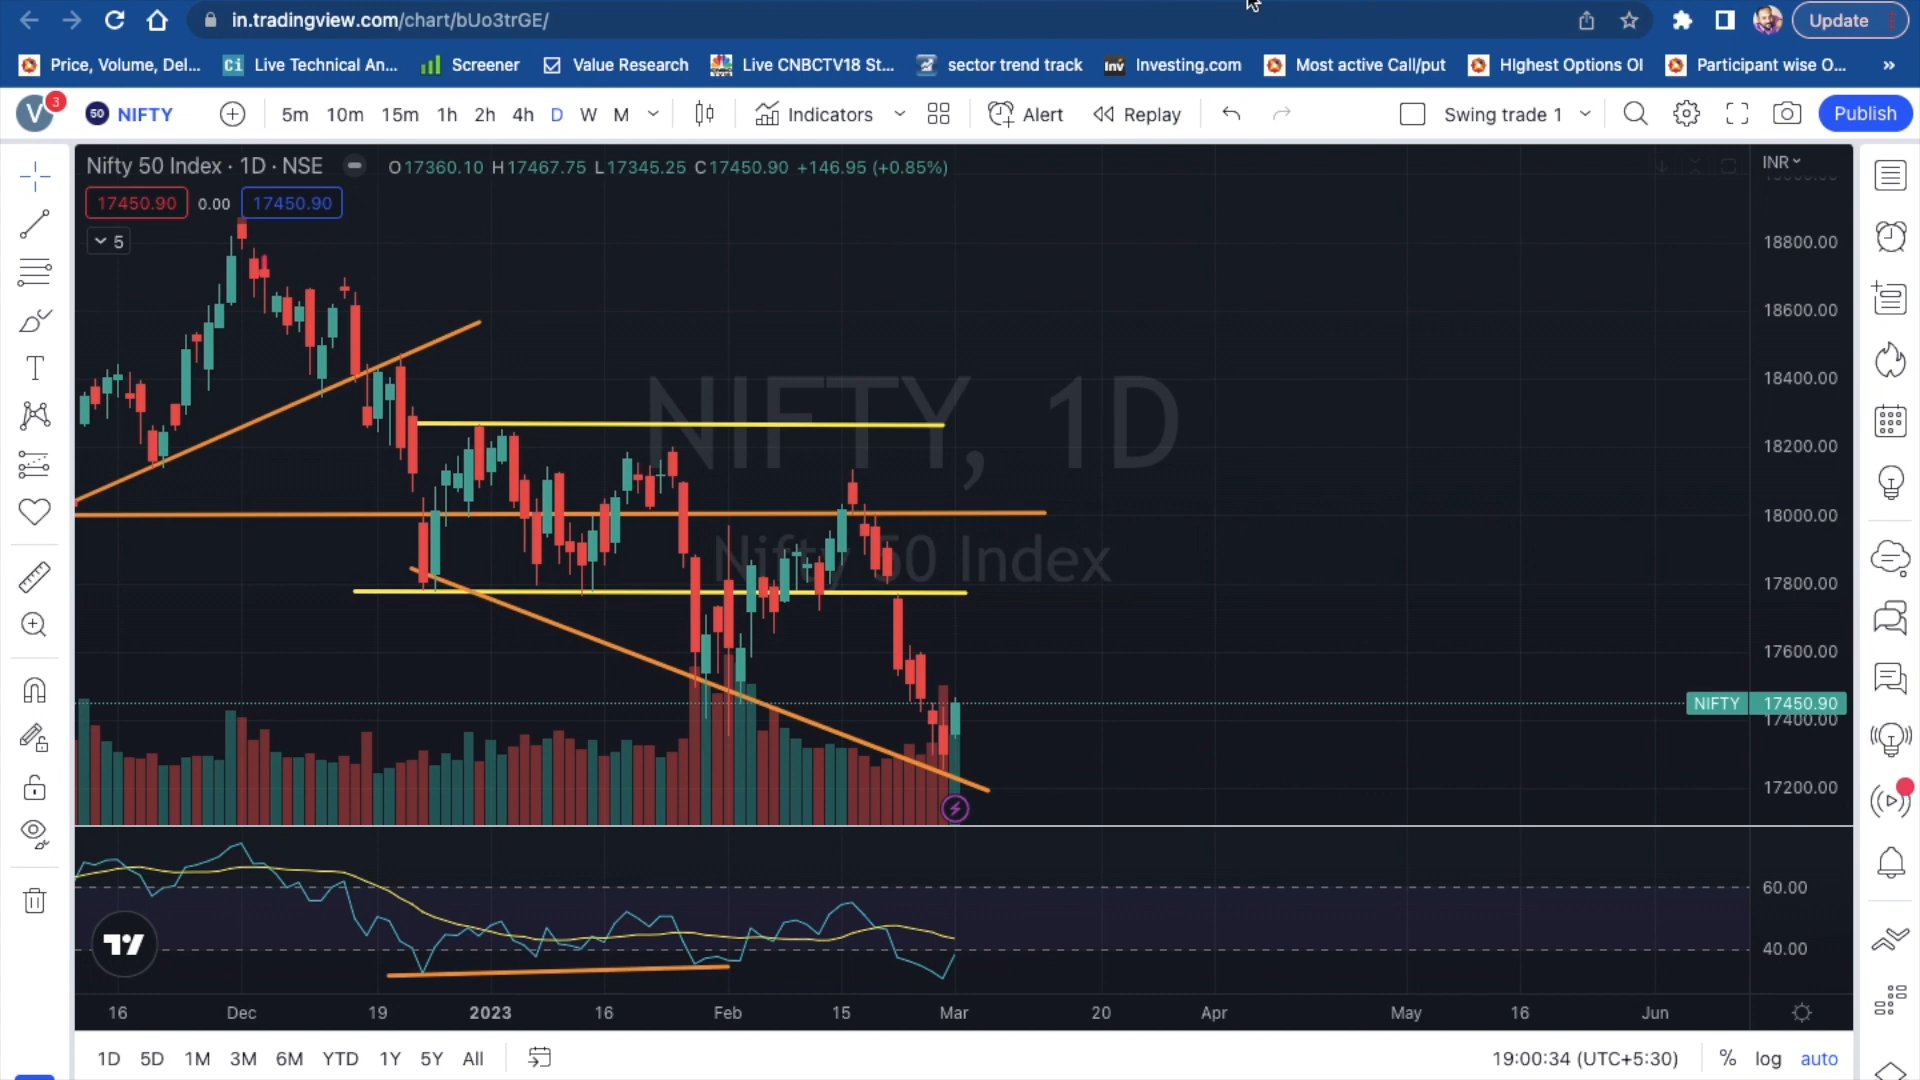 in.tradingview.com/chart/bUo3trGE/
Update
Price, Volume, Del...
Ci Live Technical An...
Screener
Value Research
Live CNBCTV18 St...
sector trend track
Inv Investing.com
Most active Call/put
HIghest Options OI
Participant wise O...
»
V 3
50 NIFTY
5m 10m 15m 1h 2h 4h D W M
Indicators
Alert
Replay
Swing trade 1
Publish
Nifty 50 Index · 1D · NSE
O17360.10 H17467.75 L17345.25 C17450.90 +146.95 (+0.85%)
INR
17450.90 0.00 17450.90
5
18800.00
18600.00
18400.00
NIFTY, 1D
18200.00
18000.00
Nifty 50 Index
17800.00
17600.00
NIFTY 17450.90
17400.00
17200.00
60.00
40.00
16 Dec 19 2023 16 Feb 15 Mar 20 Apr May 16 Jun
1D 5D 1M 3M 6M YTD 1Y 5Y All
19:00:34 (UTC+5:30) % log auto